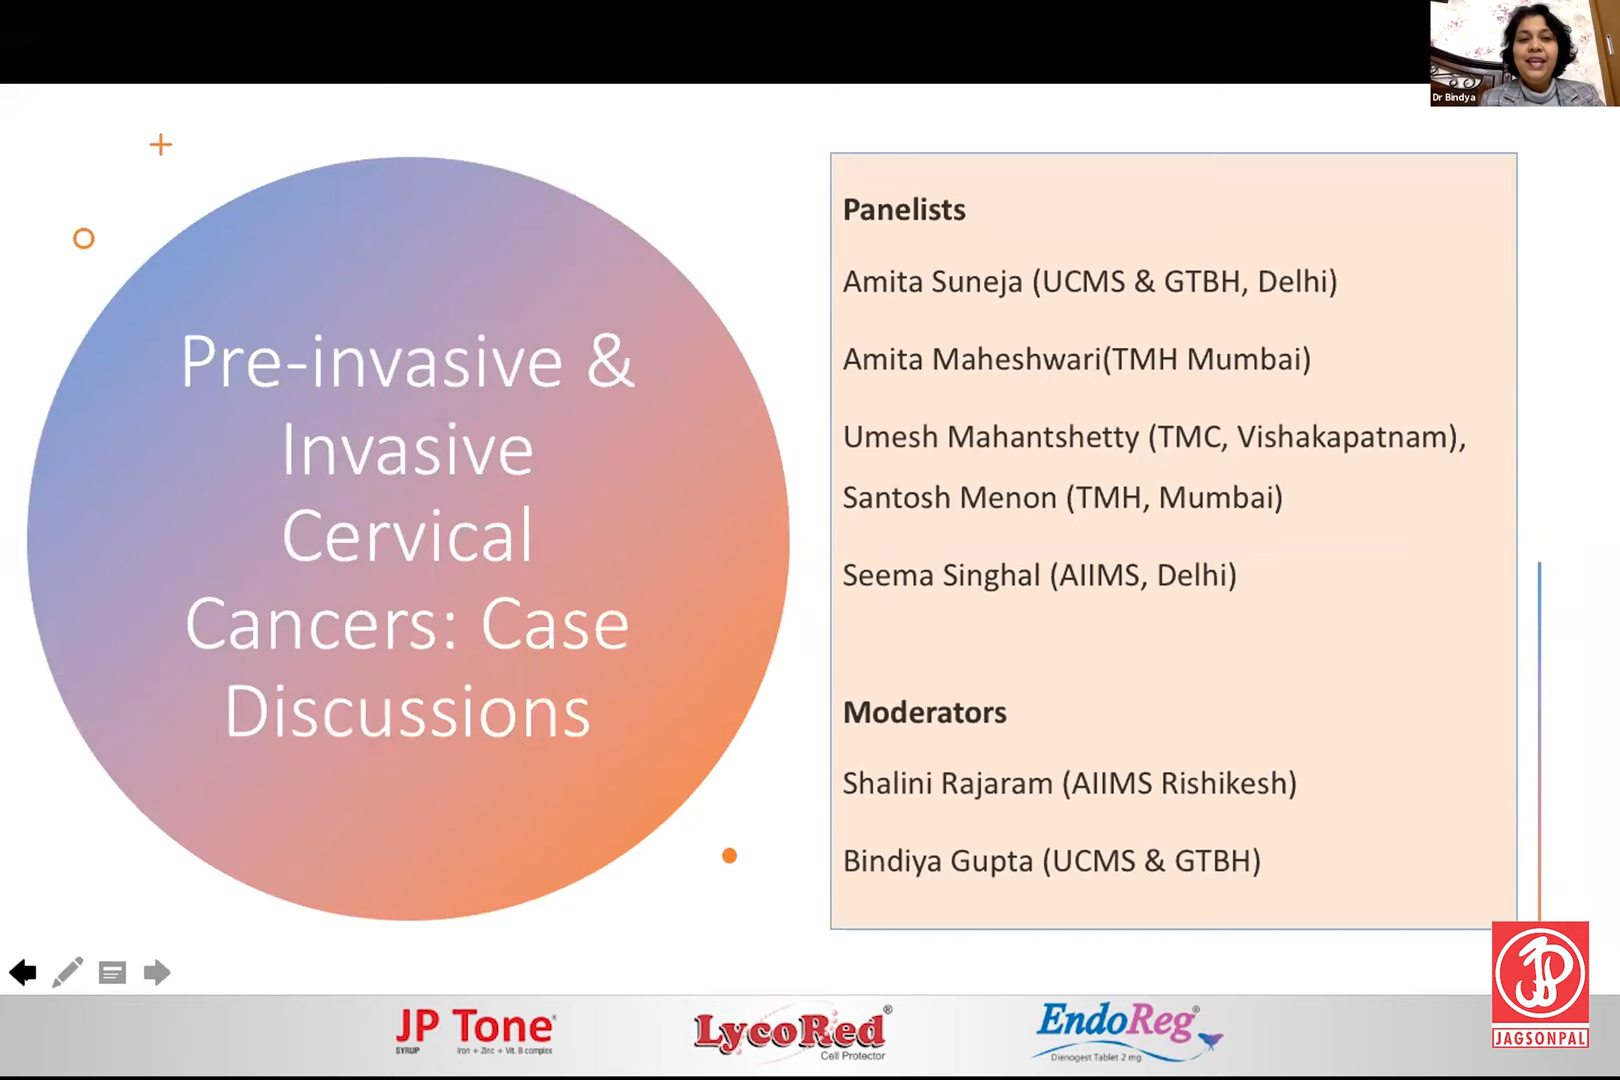 Dr Bindya
Pre-invasive &
Invasive
Cervical
Cancers: Case
Discussions
Panelists
Amita Suneja (UCMS & GTBH, Delhi)
Amita Maheshwari(TMH Mumbai)
Umesh Mahantshetty (TMC, Vishakapatnam),
Santosh Menon (TMH, Mumbai)
Seema Singhal (AIIMS, Delhi)
Moderators
Shalini Rajaram (AIIMS Rishikesh)
Bindiya Gupta (UCMS & GTBH)
JP Tone
SYRUP Iron + Zinc + Vit. B complex
LycoRed®
Cell Protector
EndoReg®
Dienogest Tablet 2 mg
JP
JAGSONPAL